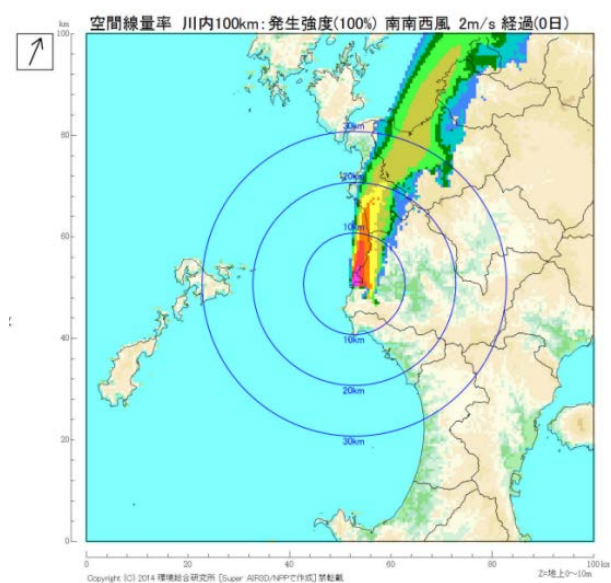 空間線量率 川内100km：発生強度(100%) 南南西風 2m/s 経過(0日)
km
100
80
60
40
20
0
30km
20km
10km
10km
20km
30km
0 20 40 60 80 100 km
Z=地上0～10m
Copyright (C) 2014 環境総合研究所 [Super AIR3D/NPPで作成] 禁転載